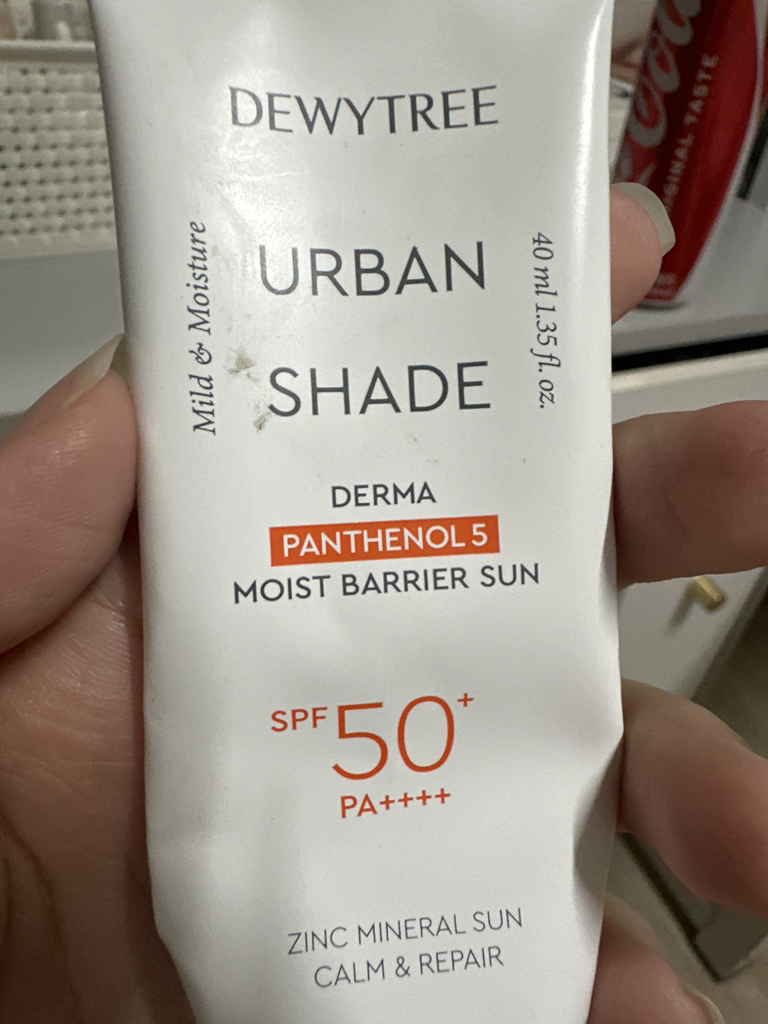 DEWYTREE
URBAN
SHADE
Mild & Moisture
40 ml 1.35 fl. oz.
DERMA
PANTHENOL 5
MOIST BARRIER SUN
SPF 50+
PA++++
ZINC MINERAL SUN
CALM & REPAIR
TASTE